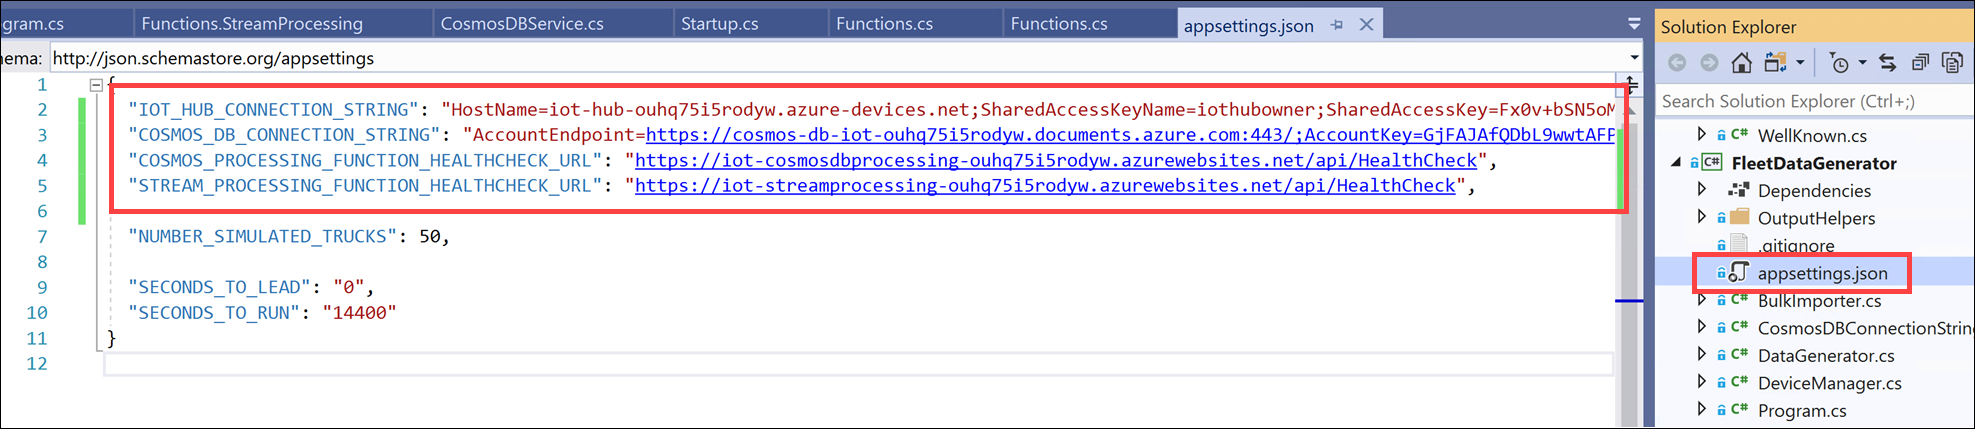 gram.cs Functions.StreamProcessing CosmosDBService.cs Startup.cs Functions.cs Functions.cs appsettings.json
ema: http://json.schemastore.org/appsettings
1 {
2 "IOT_HUB_CONNECTION_STRING": "HostName=iot-hub-ouhq75i5rodyw.azure-devices.net;SharedAccessKeyName=iothubowner;SharedAccessKey=Fx0v+bSN5oM
3 "COSMOS_DB_CONNECTION_STRING": "AccountEndpoint=https://cosmos-db-iot-ouhq75i5rodyw.documents.azure.com:443/;AccountKey=GjFAJAfQDbL9wwtAFP
4 "COSMOS_PROCESSING_FUNCTION_HEALTHCHECK_URL": "https://iot-cosmosdbprocessing-ouhq75i5rodyw.azurewebsites.net/api/HealthCheck",
5 "STREAM_PROCESSING_FUNCTION_HEALTHCHECK_URL": "https://iot-streamprocessing-ouhq75i5rodyw.azurewebsites.net/api/HealthCheck",
6
7 "NUMBER_SIMULATED_TRUCKS": 50,
8
9 "SECONDS_TO_LEAD": "0",
10 "SECONDS_TO_RUN": "14400"
11 }
12
Solution Explorer
Search Solution Explorer (Ctrl+;)
C# WellKnown.cs
C# FleetDataGenerator
Dependencies
OutputHelpers
.gitignore
appsettings.json
C# BulkImporter.cs
C# CosmosDBConnectionString
C# DataGenerator.cs
C# DeviceManager.cs
C# Program.cs